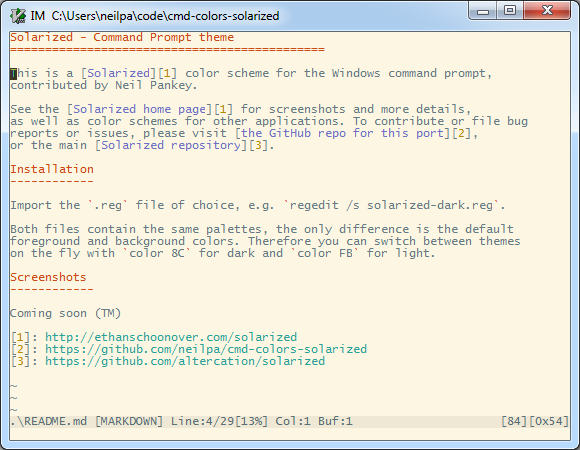 IM C:\Users\neilpa\code\cmd-colors-solarized
Solarized - Command Prompt theme
===========================================
This is a [Solarized][1] color scheme for the Windows command prompt,
contributed by Neil Pankey.
See the [Solarized home page][1] for screenshots and more details,
as well as color schemes for other applications. To contribute or file bug
reports or issues, please visit [the GitHub repo for this port][2],
or the main [Solarized repository][3].
Installation
------------
Import the `.reg` file of choice, e.g. `regedit /s solarized-dark.reg`.
Both files contain the same palettes, the only difference is the default
foreground and background colors. Therefore you can switch between themes
on the fly with `color 8C` for dark and `color FB` for light.
Screenshots
------------
Coming soon (TM)
[1]: http://ethanschoonover.com/solarized
[2]: https://github.com/neilpa/cmd-colors-solarized
[3]: https://github.com/altercation/solarized
~
~
~
.\README.md [MARKDOWN] Line:4/29[13%] Col:1 Buf:1 [84][0x54]